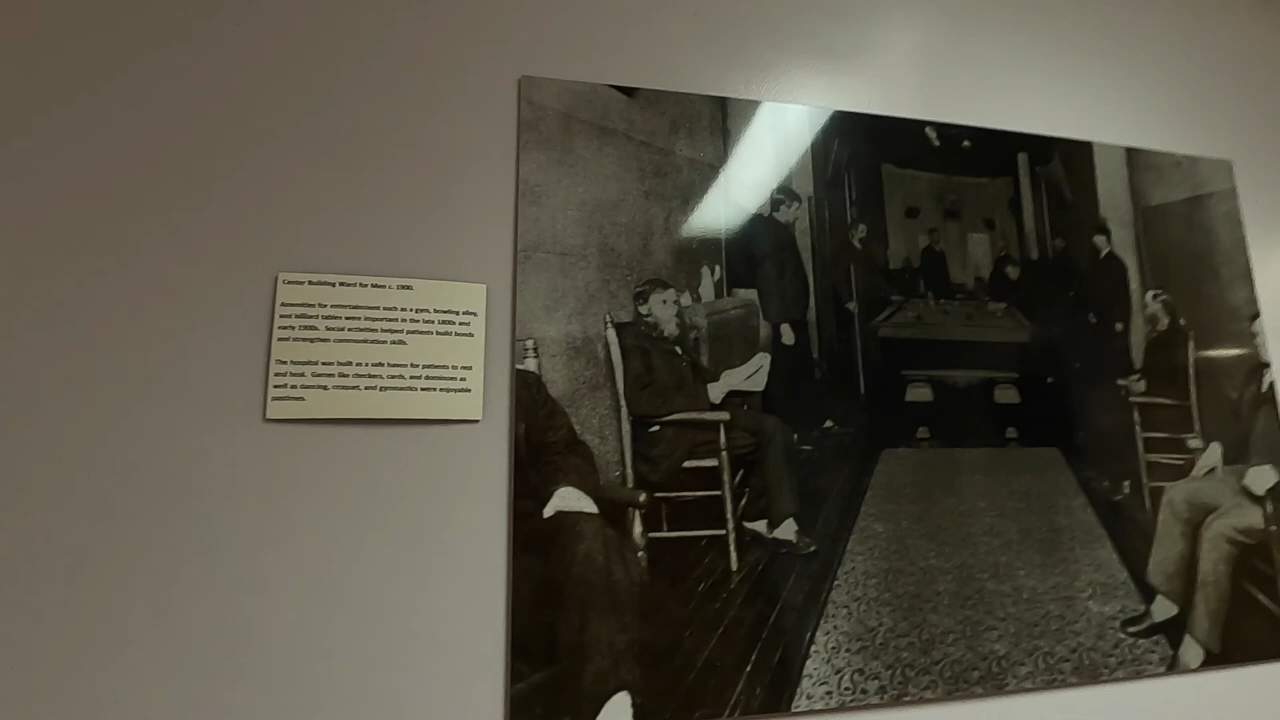 Center Building Ward for Men c. 1900.
Amenities for entertainment such as a gym, bowling alley,
and billiard tables were important in the late 1800s and
early 1900s. Social activities helped patients build bonds
and strengthen communication skills.
The hospital was built as a safe haven for patients to rest
and heal. Games like checkers, cards, and dominoes as
well as dancing, croquet, and gymnastics were enjoyable
pastimes.